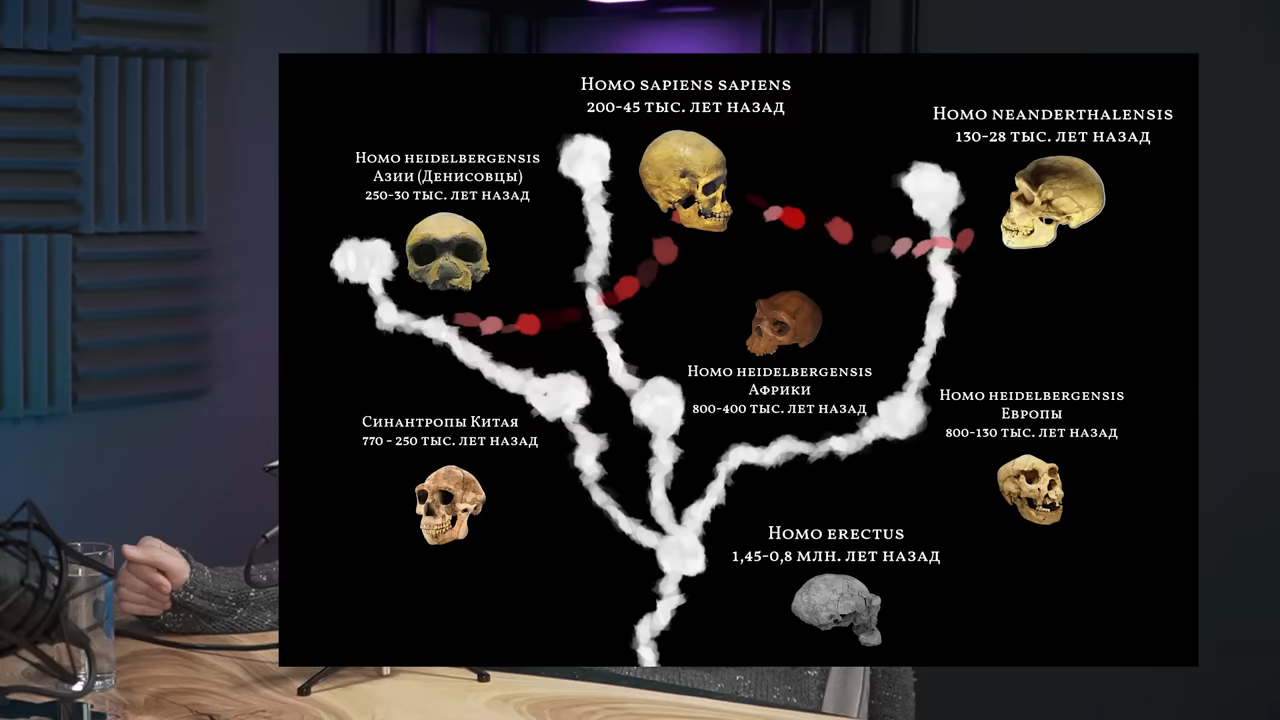 Homo sapiens sapiens
200-45 тыс. лет назад
Homo neanderthalensis
130-28 тыс. лет назад
Homo heidelbergensis
Азии (Денисовцы)
250-30 тыс. лет назад
Homo heidelbergensis
Африки
800-400 тыс. лет назад
Homo heidelbergensis
Европы
800-130 тыс. лет назад
Синантропы Китая
770 - 250 тыс. лет назад
Homo erectus
1,45-0,8 млн. лет назад